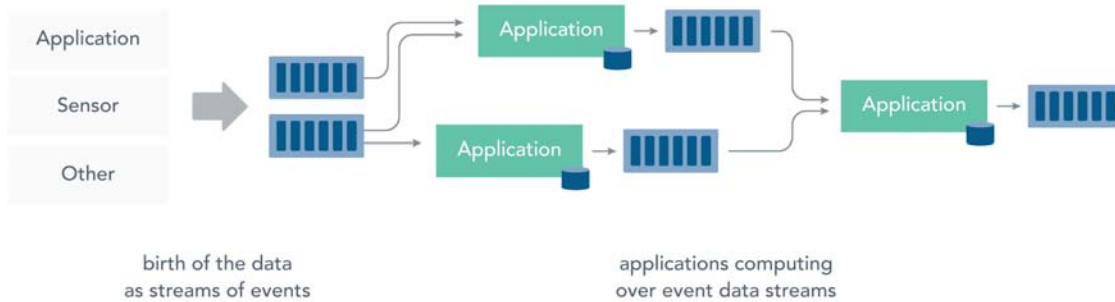 Application
Sensor
Other
Application
Application
Application
birth of the data
as streams of events
applications computing
over event data streams